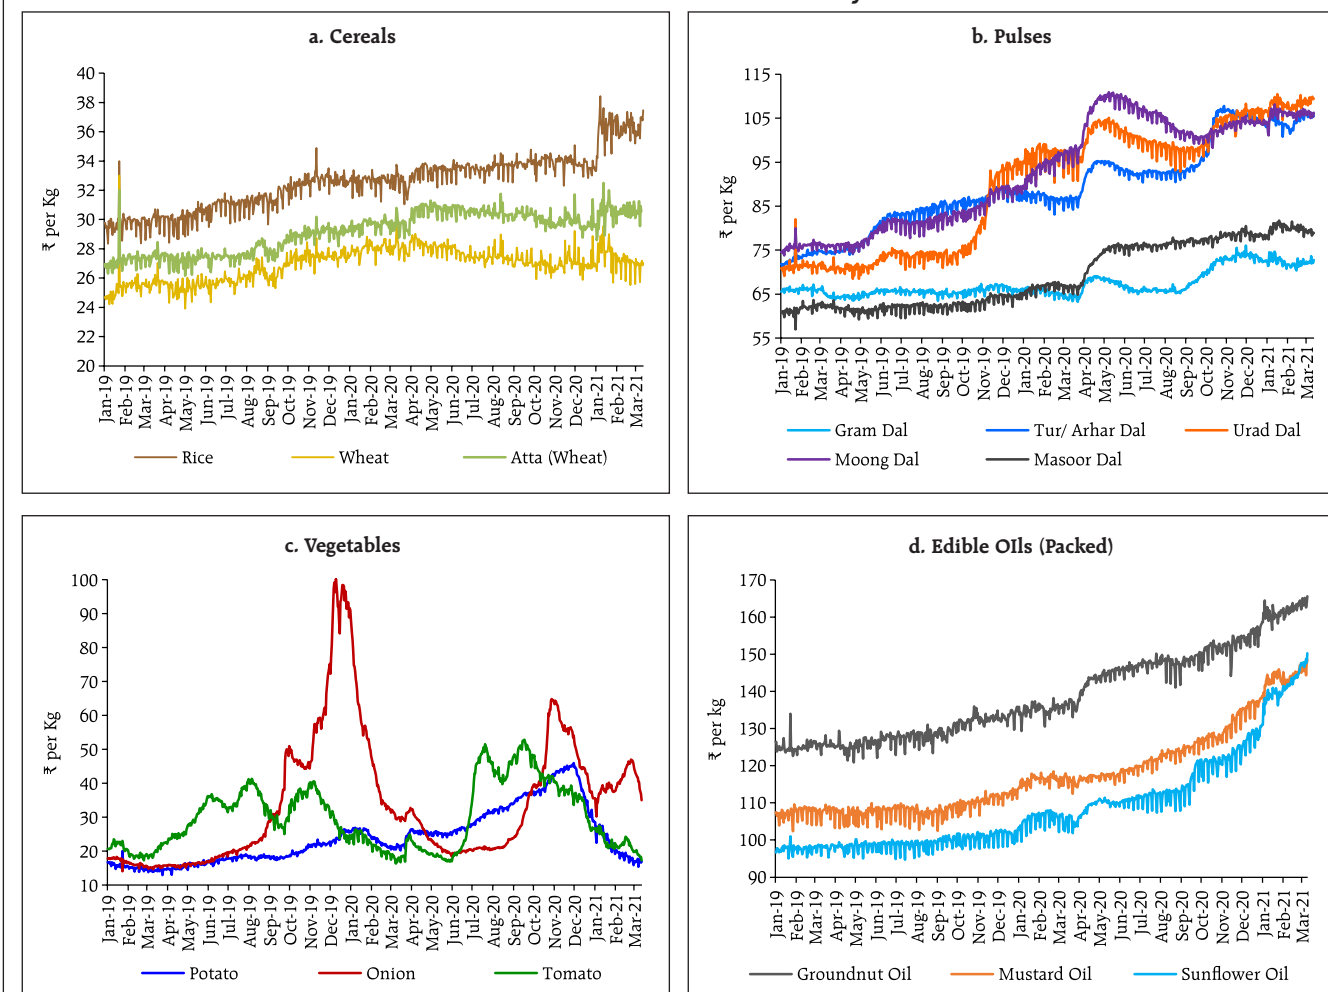 a. Cereals
₹ per Kg
40
38
36
34
32
30
28
26
24
22
20
Jan-19
Feb-19
Mar-19
Apr-19
May-19
Jun-19
Jul-19
Aug-19
Sep-19
Oct-19
Nov-19
Dec-19
Jan-20
Feb-20
Mar-20
Apr-20
May-20
Jun-20
Jul-20
Aug-20
Sep-20
Oct-20
Nov-20
Dec-20
Jan-21
Feb-21
Mar-21
Rice Wheat Atta (Wheat)
b. Pulses
₹ per Kg
115
105
95
85
75
65
55
Jan-19
Feb-19
Mar-19
Apr-19
May-19
Jun-19
Jul-19
Aug-19
Sep-19
Oct-19
Nov-19
Dec-19
Jan-20
Feb-20
Mar-20
Apr-20
May-20
Jun-20
Jul-20
Aug-20
Sep-20
Oct-20
Nov-20
Dec-20
Jan-21
Feb-21
Mar-21
Gram Dal Tur/ Arhar Dal Urad Dal
Moong Dal Masoor Dal
c. Vegetables
₹ per Kg
100
90
80
70
60
50
40
30
20
10
Jan-19
Feb-19
Mar-19
Apr-19
May-19
Jun-19
Jul-19
Aug-19
Sep-19
Oct-19
Nov-19
Dec-19
Jan-20
Feb-20
Mar-20
Apr-20
May-20
Jun-20
Jul-20
Aug-20
Sep-20
Oct-20
Nov-20
Dec-20
Jan-21
Feb-21
Mar-21
Potato Onion Tomato
d. Edible OIls (Packed)
₹ per kg
170
160
150
140
130
120
110
100
90
Jan-19
Feb-19
Mar-19
Apr-19
May-19
Jun-19
Jul-19
Aug-19
Sep-19
Oct-19
Nov-19
Dec-19
Jan-20
Feb-20
Mar-20
Apr-20
May-20
Jun-20
Jul-20
Aug-20
Sep-20
Oct-20
Nov-20
Dec-20
Jan-21
Feb-21
Mar-21
Groundnut Oil Mustard Oil Sunflower Oil